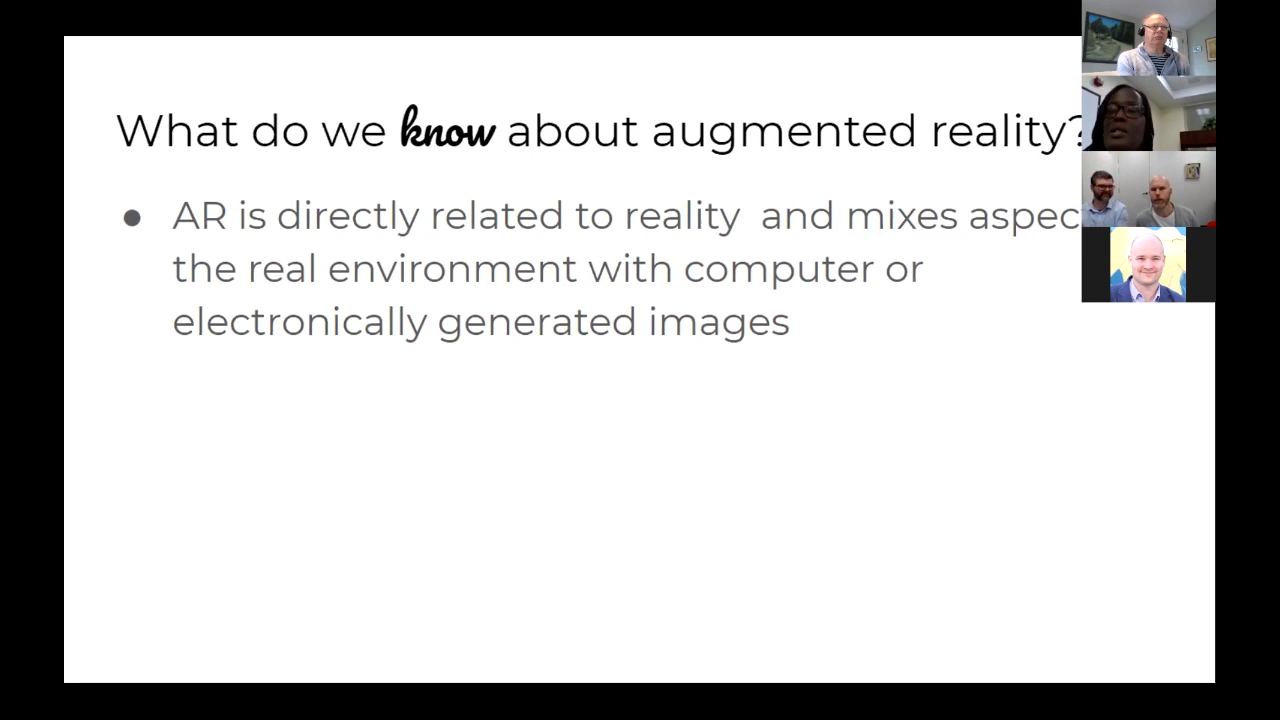 What do we know about augmented reality?
● AR is directly related to reality and mixes aspec
the real environment with computer or
electronically generated images